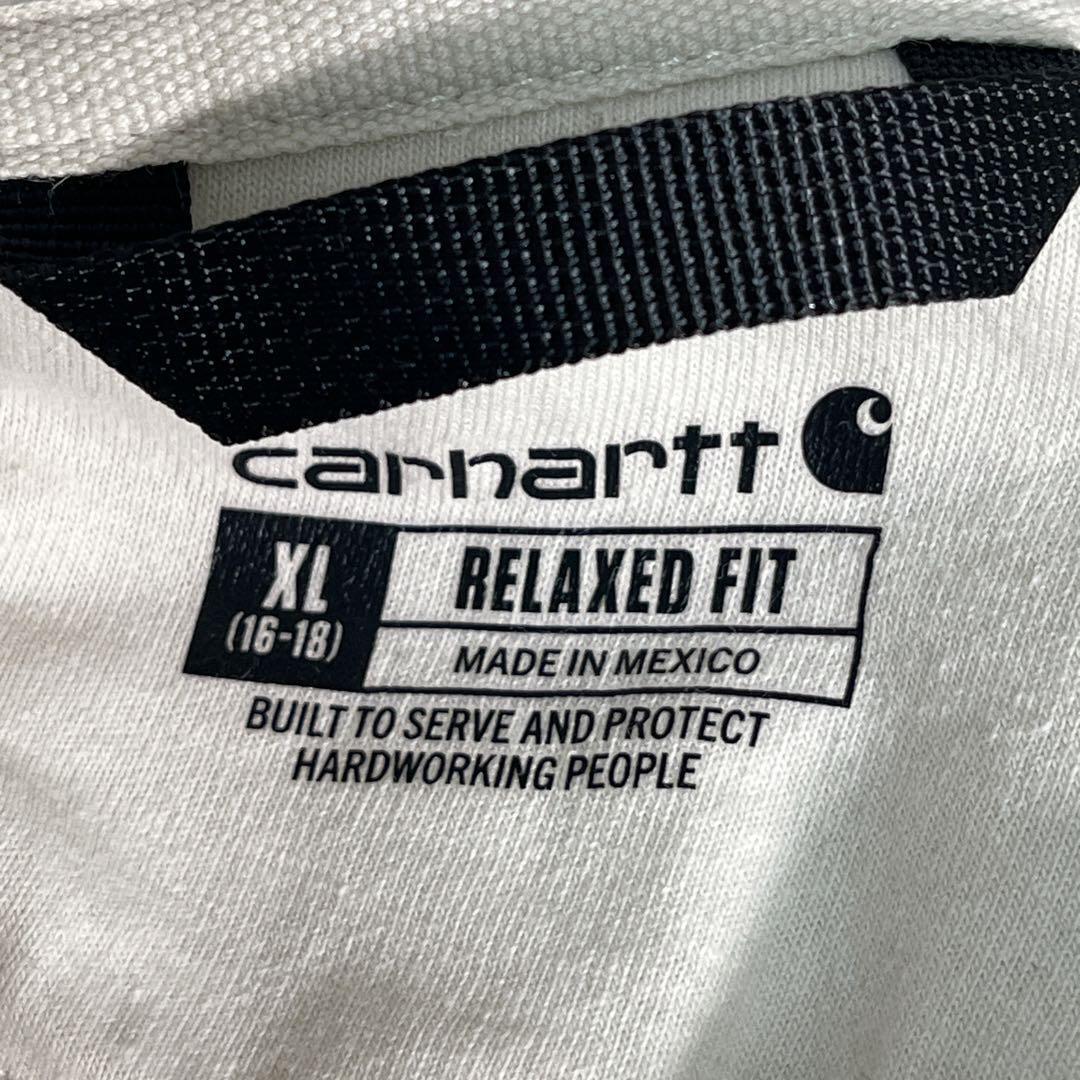 carhartt
XL
(16-18)
RELAXED FIT
MADE IN MEXICO
BUILT TO SERVE AND PROTECT
HARDWORKING PEOPLE